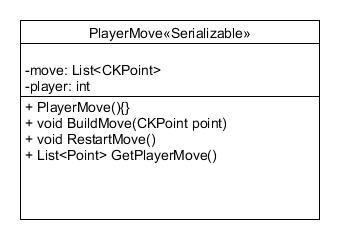 PlayerMove«Serializable»
-move: List<CKPoint>
-player: int
+ PlayerMove(){}
+ void BuildMove(CKPoint point)
+ void RestartMove()
+ List<Point> GetPlayerMove()